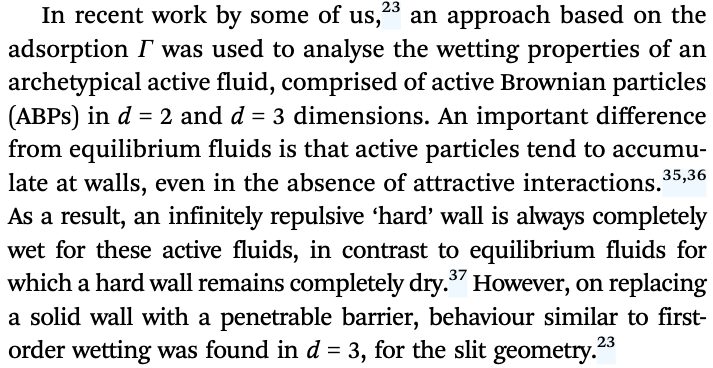 In recent work by some of us,²³ an approach based on the
adsorption Γ was used to analyse the wetting properties of an
archetypical active fluid, comprised of active Brownian particles
(ABPs) in d = 2 and d = 3 dimensions. An important difference
from equilibrium fluids is that active particles tend to accumu-
late at walls, even in the absence of attractive interactions.³⁵,³⁶
As a result, an infinitely repulsive ‘hard’ wall is always completely
wet for these active fluids, in contrast to equilibrium fluids for
which a hard wall remains completely dry.³⁷ However, on replacing
a solid wall with a penetrable barrier, behaviour similar to first-
order wetting was found in d = 3, for the slit geometry.²³